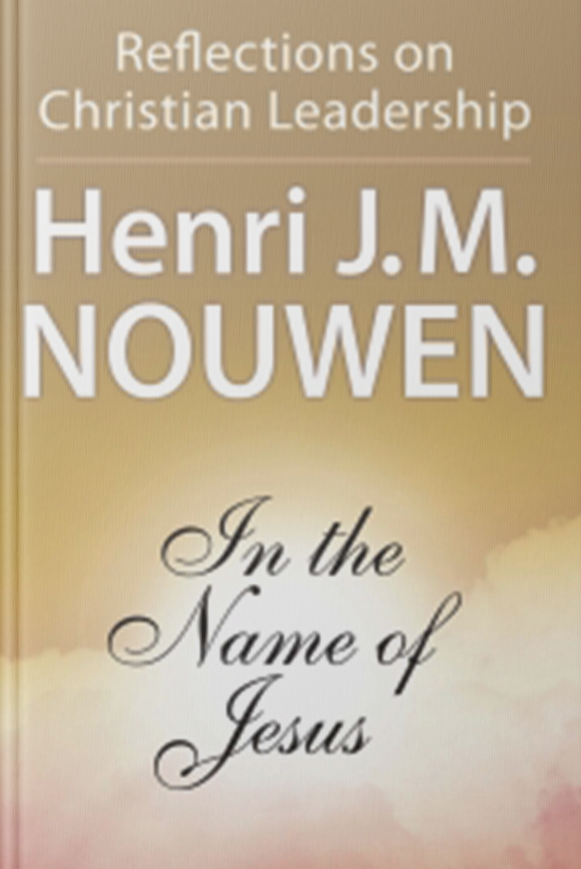 Reflections on
Christian Leadership
Henri J.M.
NOUWEN
In the
Name of
Jesus